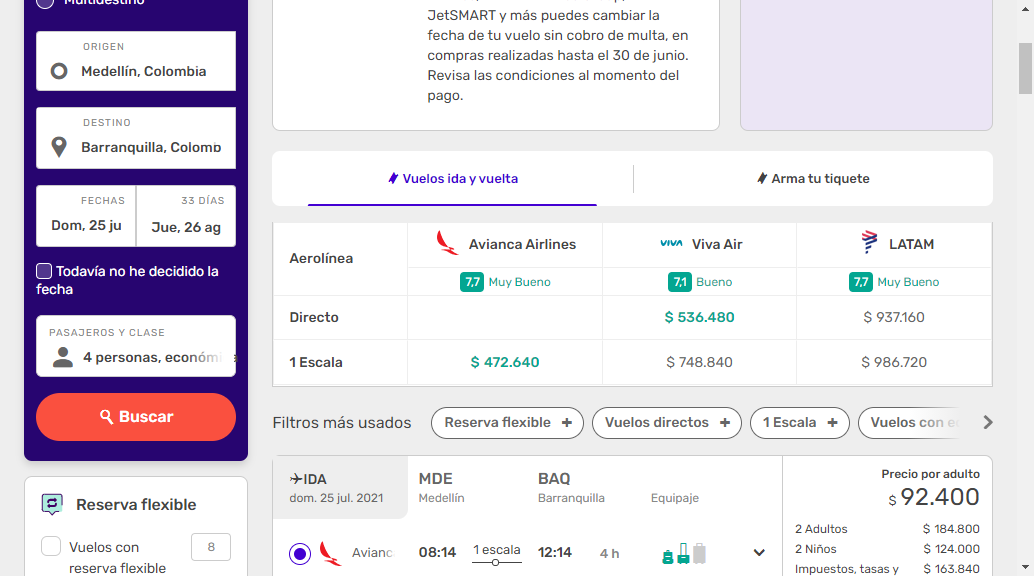 Multidestino
ORIGEN
Medellín, Colombia
DESTINO
Barranquilla, Colomb
FECHAS
33 DÍAS
Dom, 25 ju
Jue, 26 ag
Todavía no he decidido la
fecha
PASAJEROS Y CLASE
4 personas, económi
Buscar
Reserva flexible
Vuelos con
reserva flexible
8
JetSMART y más puedes cambiar la
fecha de tu vuelo sin cobro de multa, en
compras realizadas hasta el 30 de junio.
Revisa las condiciones al momento del
pago.
Vuelos ida y vuelta
Arma tu tiquete
Aerolínea
Avianca Airlines
VIVA Viva Air
LATAM
7,7 Muy Bueno
7,1 Bueno
7,7 Muy Bueno
Directo
$ 536.480
$ 937.160
1 Escala
$ 472.640
$ 748.840
$ 986.720
Filtros más usados
Reserva flexible +
Vuelos directos +
1 Escala +
Vuelos con e
IDA
dom. 25 jul. 2021
MDE
Medellín
BAQ
Barranquilla
Equipaje
Avianc
08:14
1 escala
12:14
4 h
Precio por adulto
$ 92.400
2 Adultos $ 184.800
2 Niños $ 124.000
Impuestos, tasas y $ 163.840